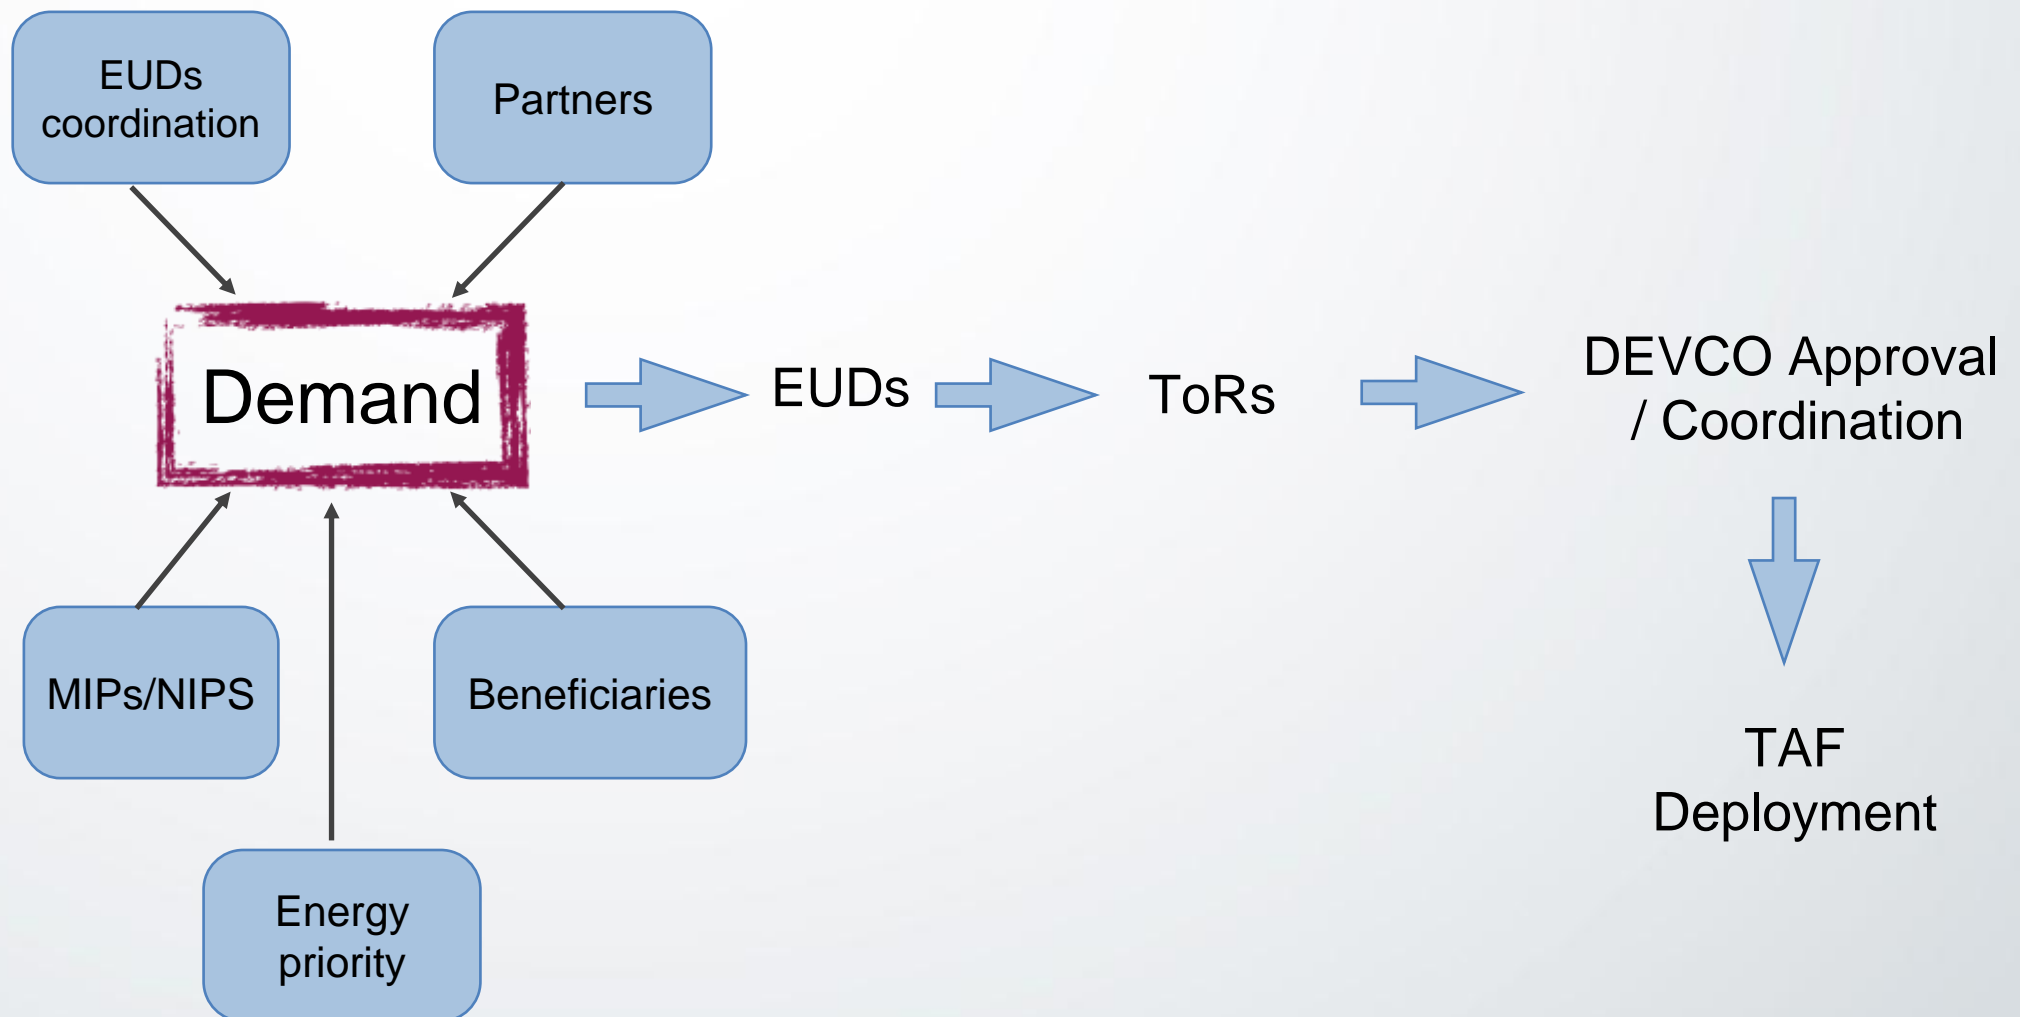 EUDs
coordination
Partners
Demand
EUDs
ToRs
DEVCO Approval
/ Coordination
MIPs/NIPS
Beneficiaries
TAF
Deployment
Energy
priority